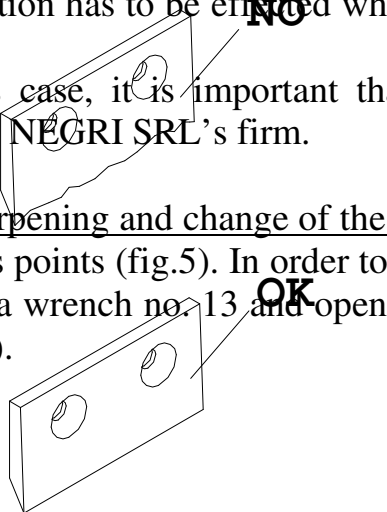 tion has to be effected wh
NO
s case, it is important tha
NEGRI SRL's firm.
rpening and change of the
s points (fig.5). In order to
a wrench no. 13 and open
OK
).